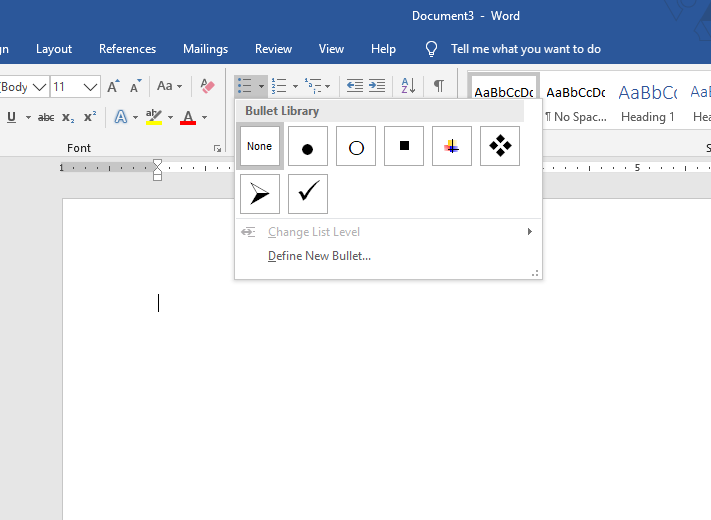 Document3 - Word
gn Layout References Mailings Review View Help Tell me what you want to do
(Body 11 Aa A Z ¶ AaBbCcDc AaBbCcDc AaBbCc AaBb
U abc x₂ x² A aby A ¶ No Spac... Heading 1 Hea
Font S
Bullet Library
None
1 5
Change List Level
Define New Bullet...